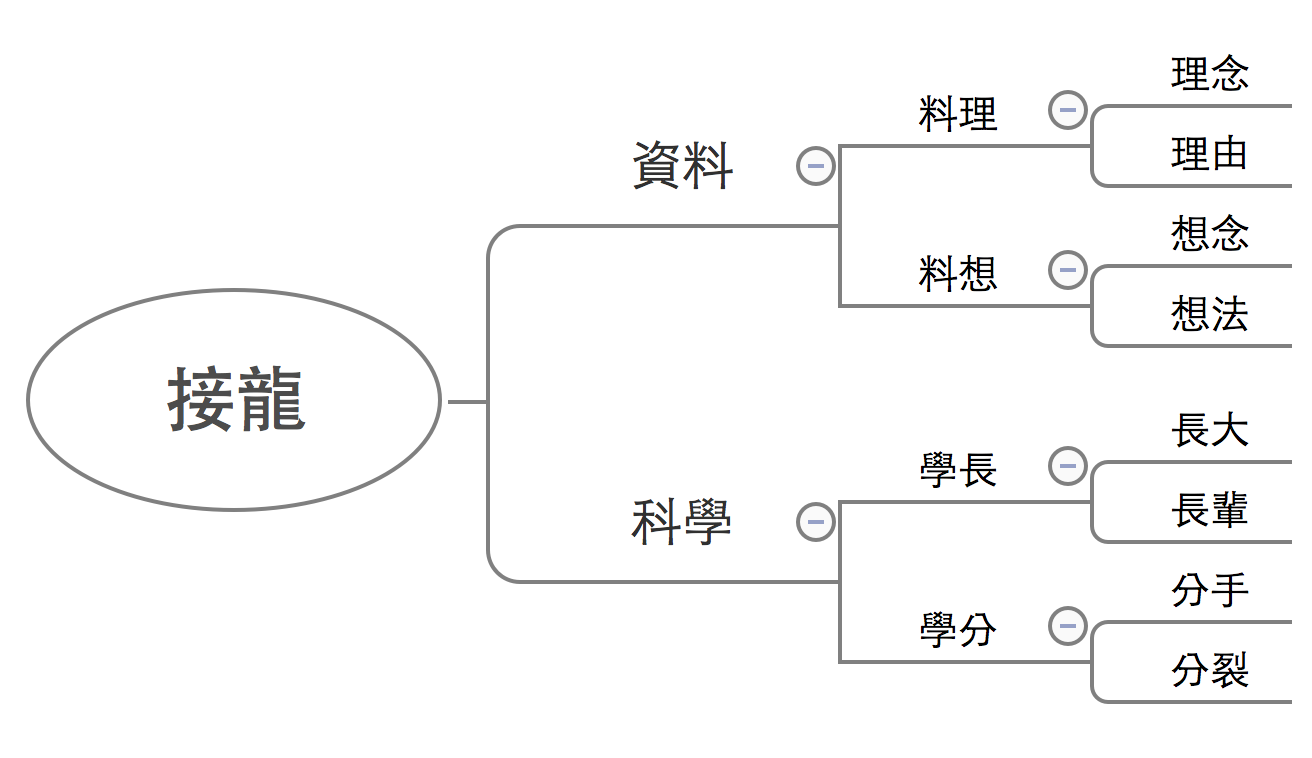 接龍
資料
料理
理念
理由
料想
想念
想法
科學
學長
長大
長輩
學分
分手
分裂